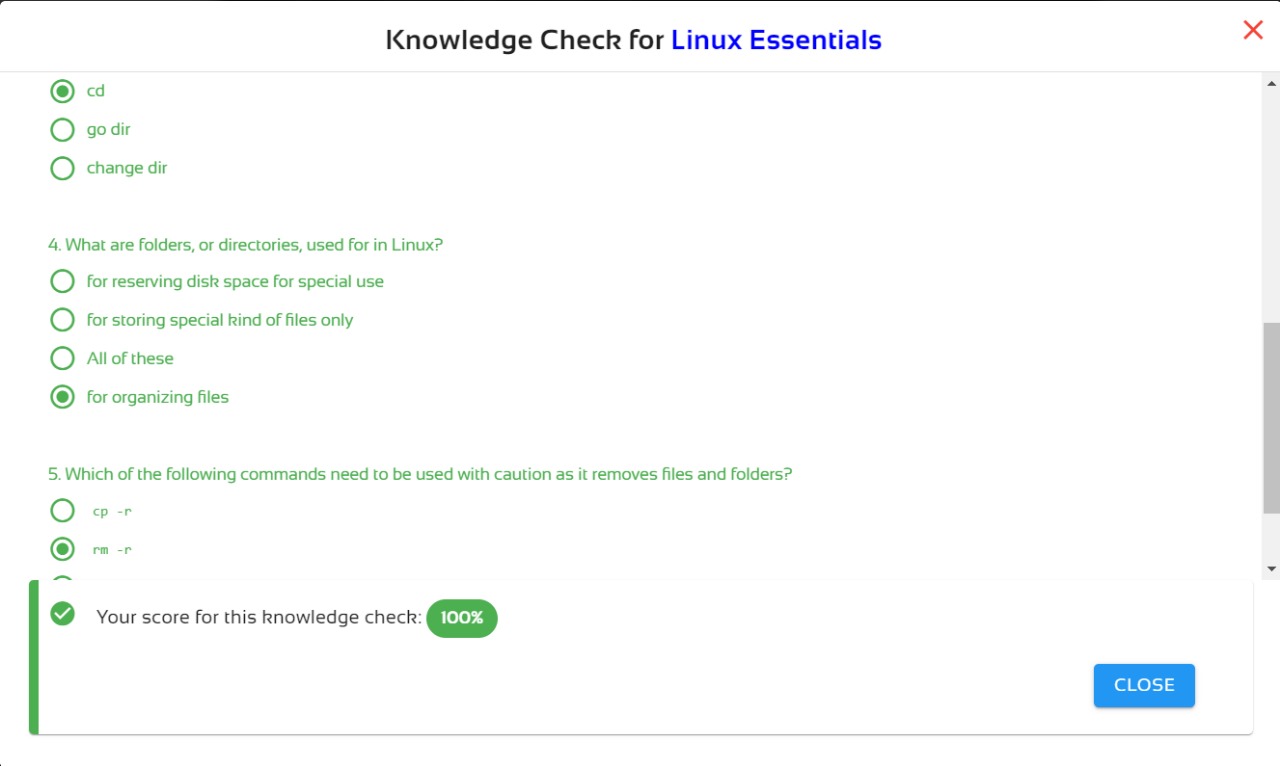 Knowledge Check for Linux Essentials
cd
go dir
change dir
4. What are folders, or directories, used for in Linux?
for reserving disk space for special use
for storing special kind of files only
All of these
for organizing files
5. Which of the following commands need to be used with caution as it removes files and folders?
cp -r
rm -r
Your score for this knowledge check: 100%
CLOSE